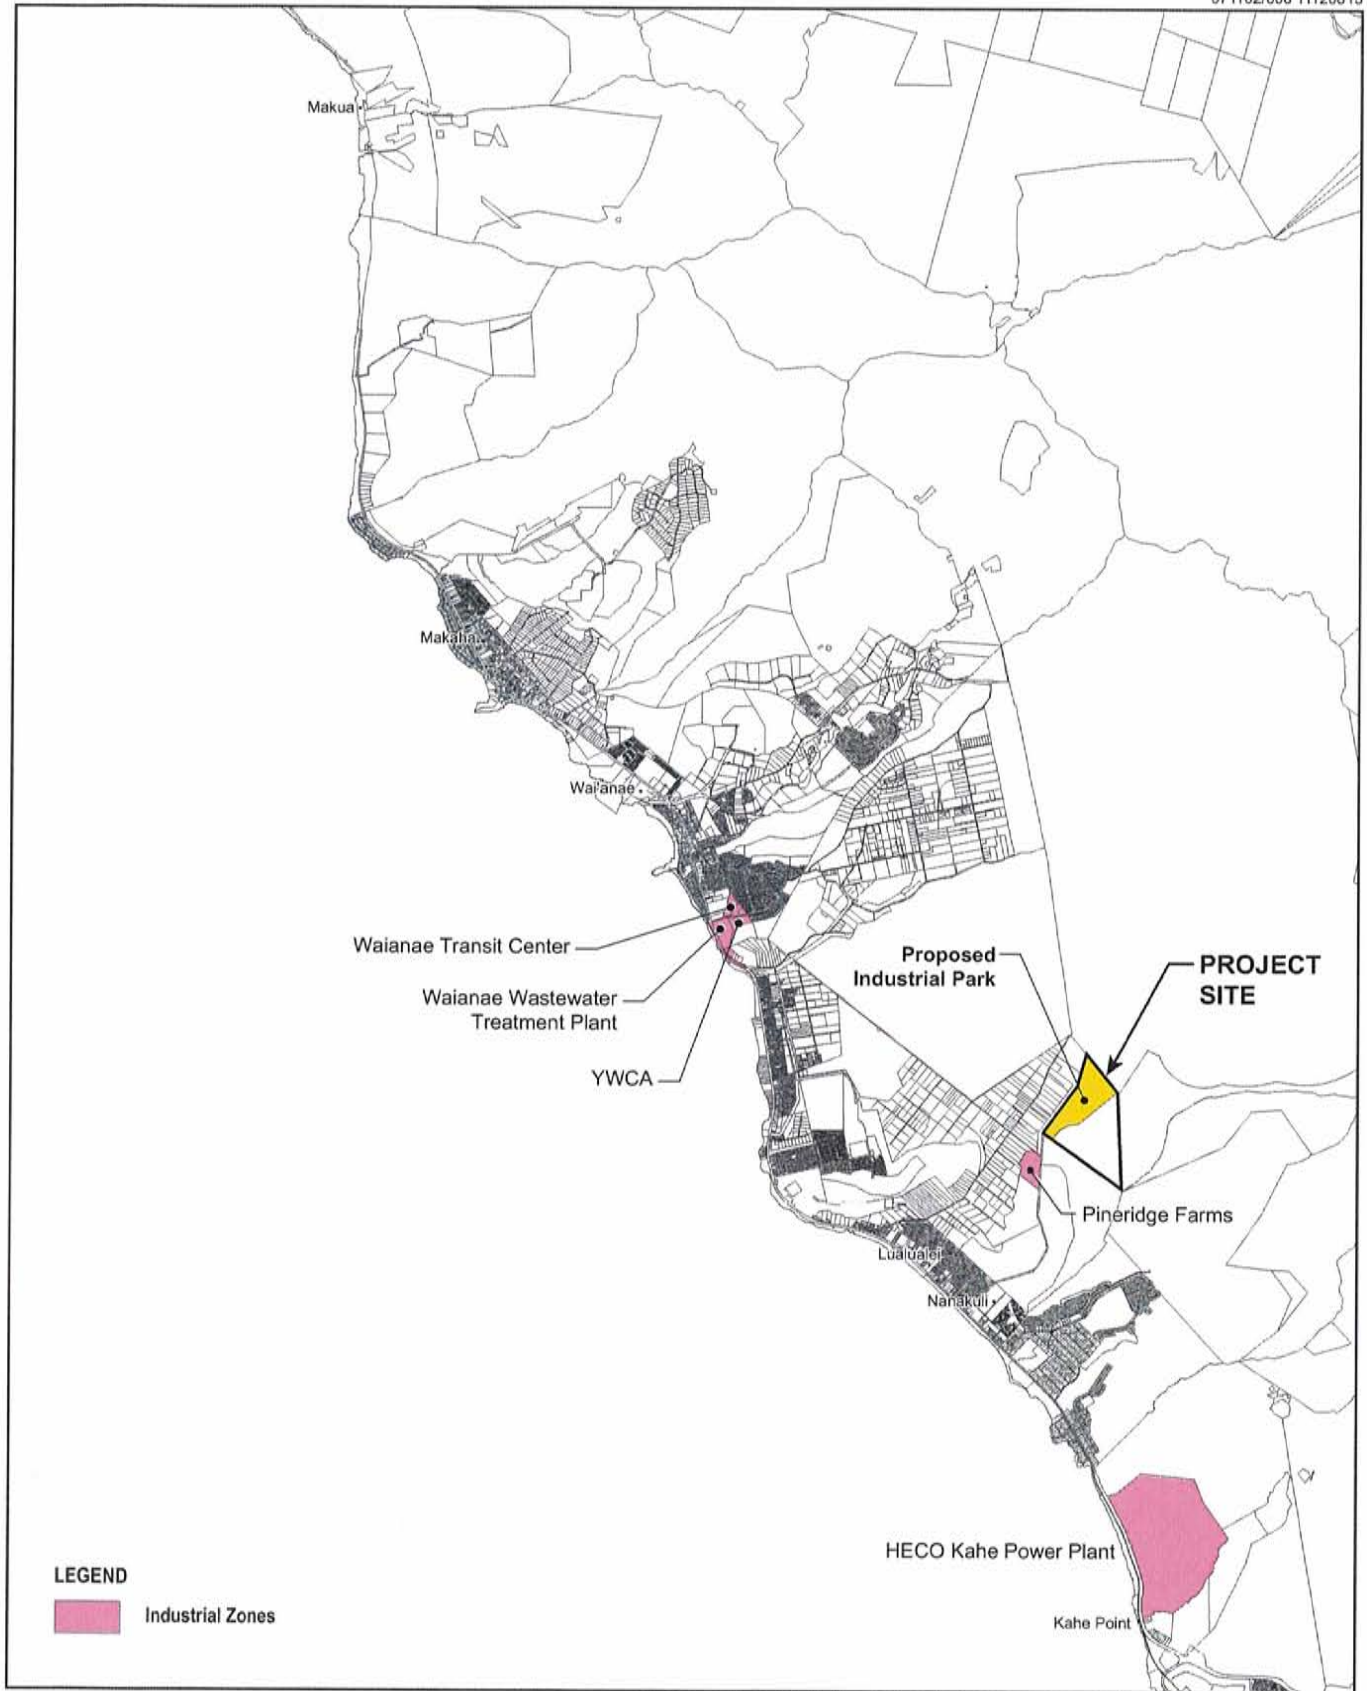 Makua
Makaha
Wai'anae
Waianae Transit Center
Waianae Wastewater
Treatment Plant
YWCA
Proposed
Industrial Park
PROJECT
SITE
Pineridge Farms
Lualualei
Nanakuli
HECO Kahe Power Plant
Kahe Point
LEGEND
Industrial Zones